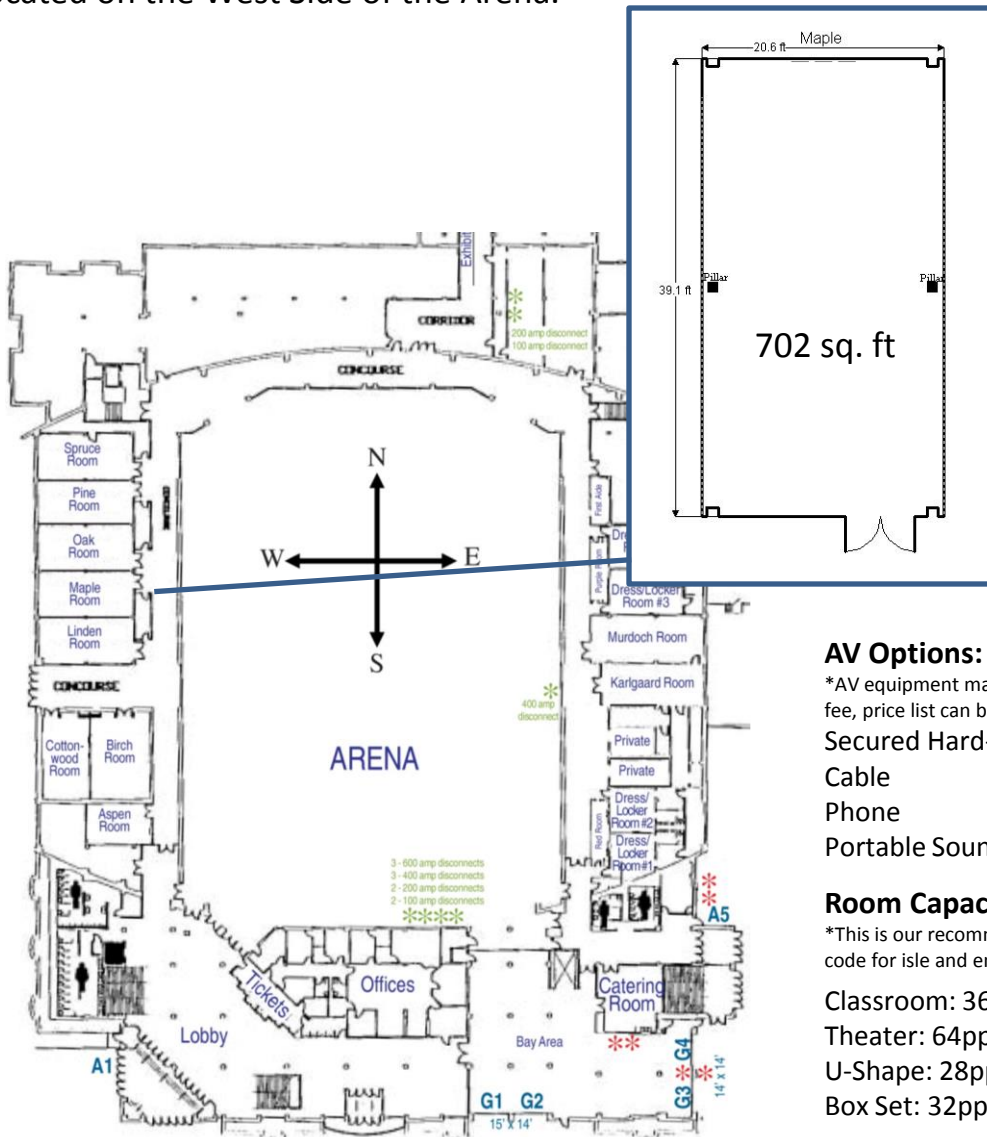 ocated on the West Side of the Arena.
Maple
20.6 ft
39.1 ft
Pillar
Pillar
702 sq. ft
Exhibit
200 amp disconnect
100 amp disconnect
CORRIDOR
CONCOURSE
CONCOURSE
Spruce
Room
Pine
Room
Oak
Room
Maple
Room
Linden
Room
CONCOURSE
Cotton-
wood
Room
Birch
Room
Aspen
Room
N
W
E
S
400 amp
disconnect
ARENA
First Aide
Purple Room
Dress/Locker
Room #3
Murdoch Room
Karlgaard Room
Private
Private
Dress/
Locker
Room #2
Red Room
Dress/
Locker
Room #1
3 - 600 amp disconnects
3 - 400 amp disconnects
2 - 200 amp disconnects
2 - 100 amp disconnects
****
**
A5
Tickets
Offices
Catering
Room
Lobby
Bay Area
A1
G4
G3
14' x 14'
G1
G2
15' x 14'
AV Options:
*AV equipment ma
fee, price list can b
Secured Hard-
Cable
Phone
Portable Soun
Room Capac
*This is our recomm
code for isle and e
Classroom: 36
Theater: 64pp
U-Shape: 28pp
Box Set: 32pp